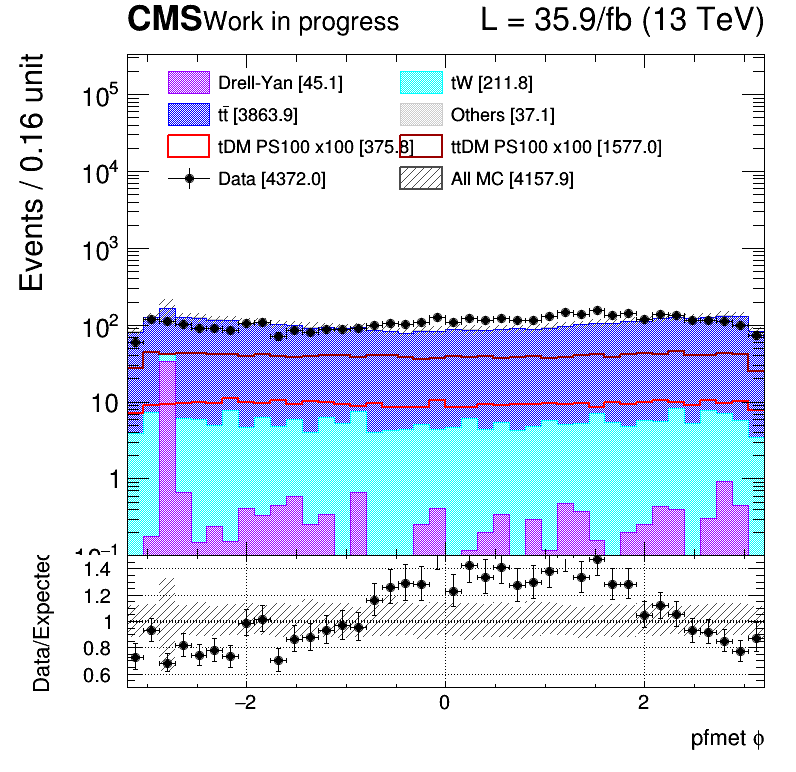 CMS Work in progress L = 35.9/fb (13 TeV)
Events / 0.16 unit
Drell-Yan [45.1] tW [211.8]
tt̄ [3863.9] Others [37.1]
tDM PS100 x100 [375.8] ttDM PS100 x100 [1577.0]
Data [4372.0] All MC [4157.9]
10⁵
10⁴
10³
10²
10
1
10⁻¹
Data/Expected
1.4
1.2
1
0.8
0.6
−2 0 2
pfmet ϕ